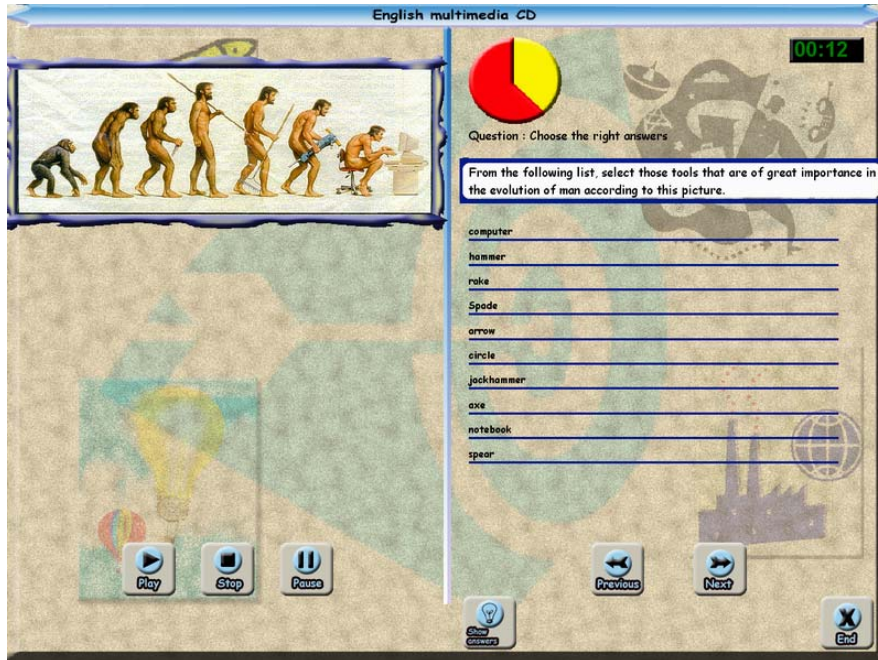 English multimedia CD
00:12
Question : Choose the right answers
From the following list, select those tools that are of great importance in
the evolution of man according to this picture.
computer
hammer
rake
Spade
arrow
circle
jackhammer
axe
notebook
spear
Play
Stop
Pause
Previous
Next
Show
answers
End